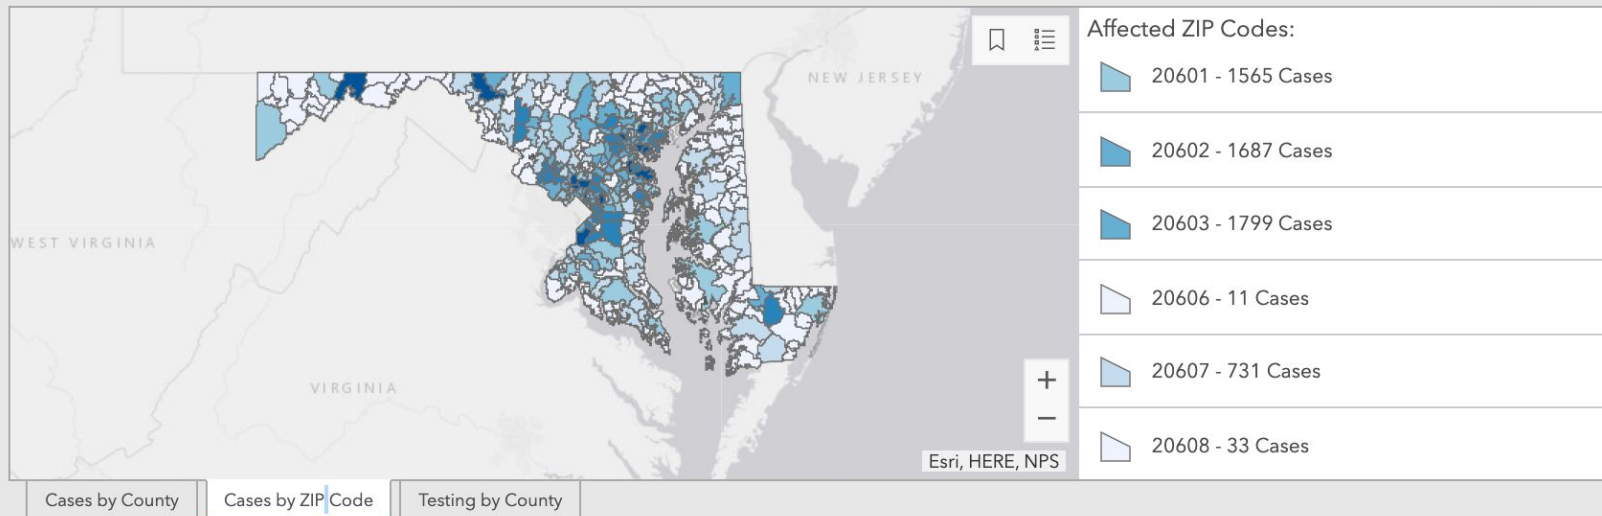 NEW JERSEY
WEST VIRGINIA
VIRGINIA
+
−
Esri, HERE, NPS
Affected ZIP Codes:
20601 - 1565 Cases
20602 - 1687 Cases
20603 - 1799 Cases
20606 - 11 Cases
20607 - 731 Cases
20608 - 33 Cases
Cases by County
Cases by ZIP Code
Testing by County